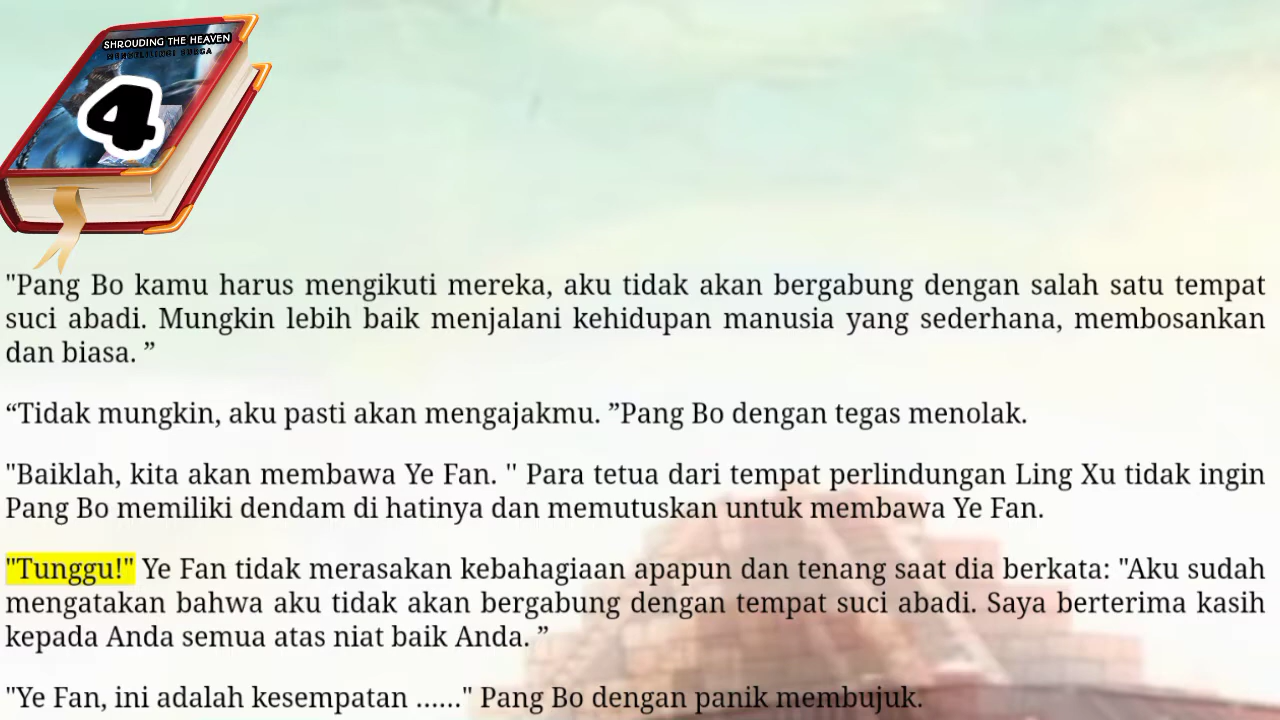 SHROUDING THE HEAVEN
4
"Pang Bo kamu harus mengikuti mereka, aku tidak akan bergabung dengan salah satu tempat
suci abadi. Mungkin lebih baik menjalani kehidupan manusia yang sederhana, membosankan
dan biasa. ”
“Tidak mungkin, aku pasti akan mengajakmu. ”Pang Bo dengan tegas menolak.
"Baiklah, kita akan membawa Ye Fan. " Para tetua dari tempat perlindungan Ling Xu tidak ingin
Pang Bo memiliki dendam di hatinya dan memutuskan untuk membawa Ye Fan.
"Tunggu!" Ye Fan tidak merasakan kebahagiaan apapun dan tenang saat dia berkata: "Aku sudah
mengatakan bahwa aku tidak akan bergabung dengan tempat suci abadi. Saya berterima kasih
kepada Anda semua atas niat baik Anda. ”
"Ye Fan, ini adalah kesempatan ......" Pang Bo dengan panik membujuk.